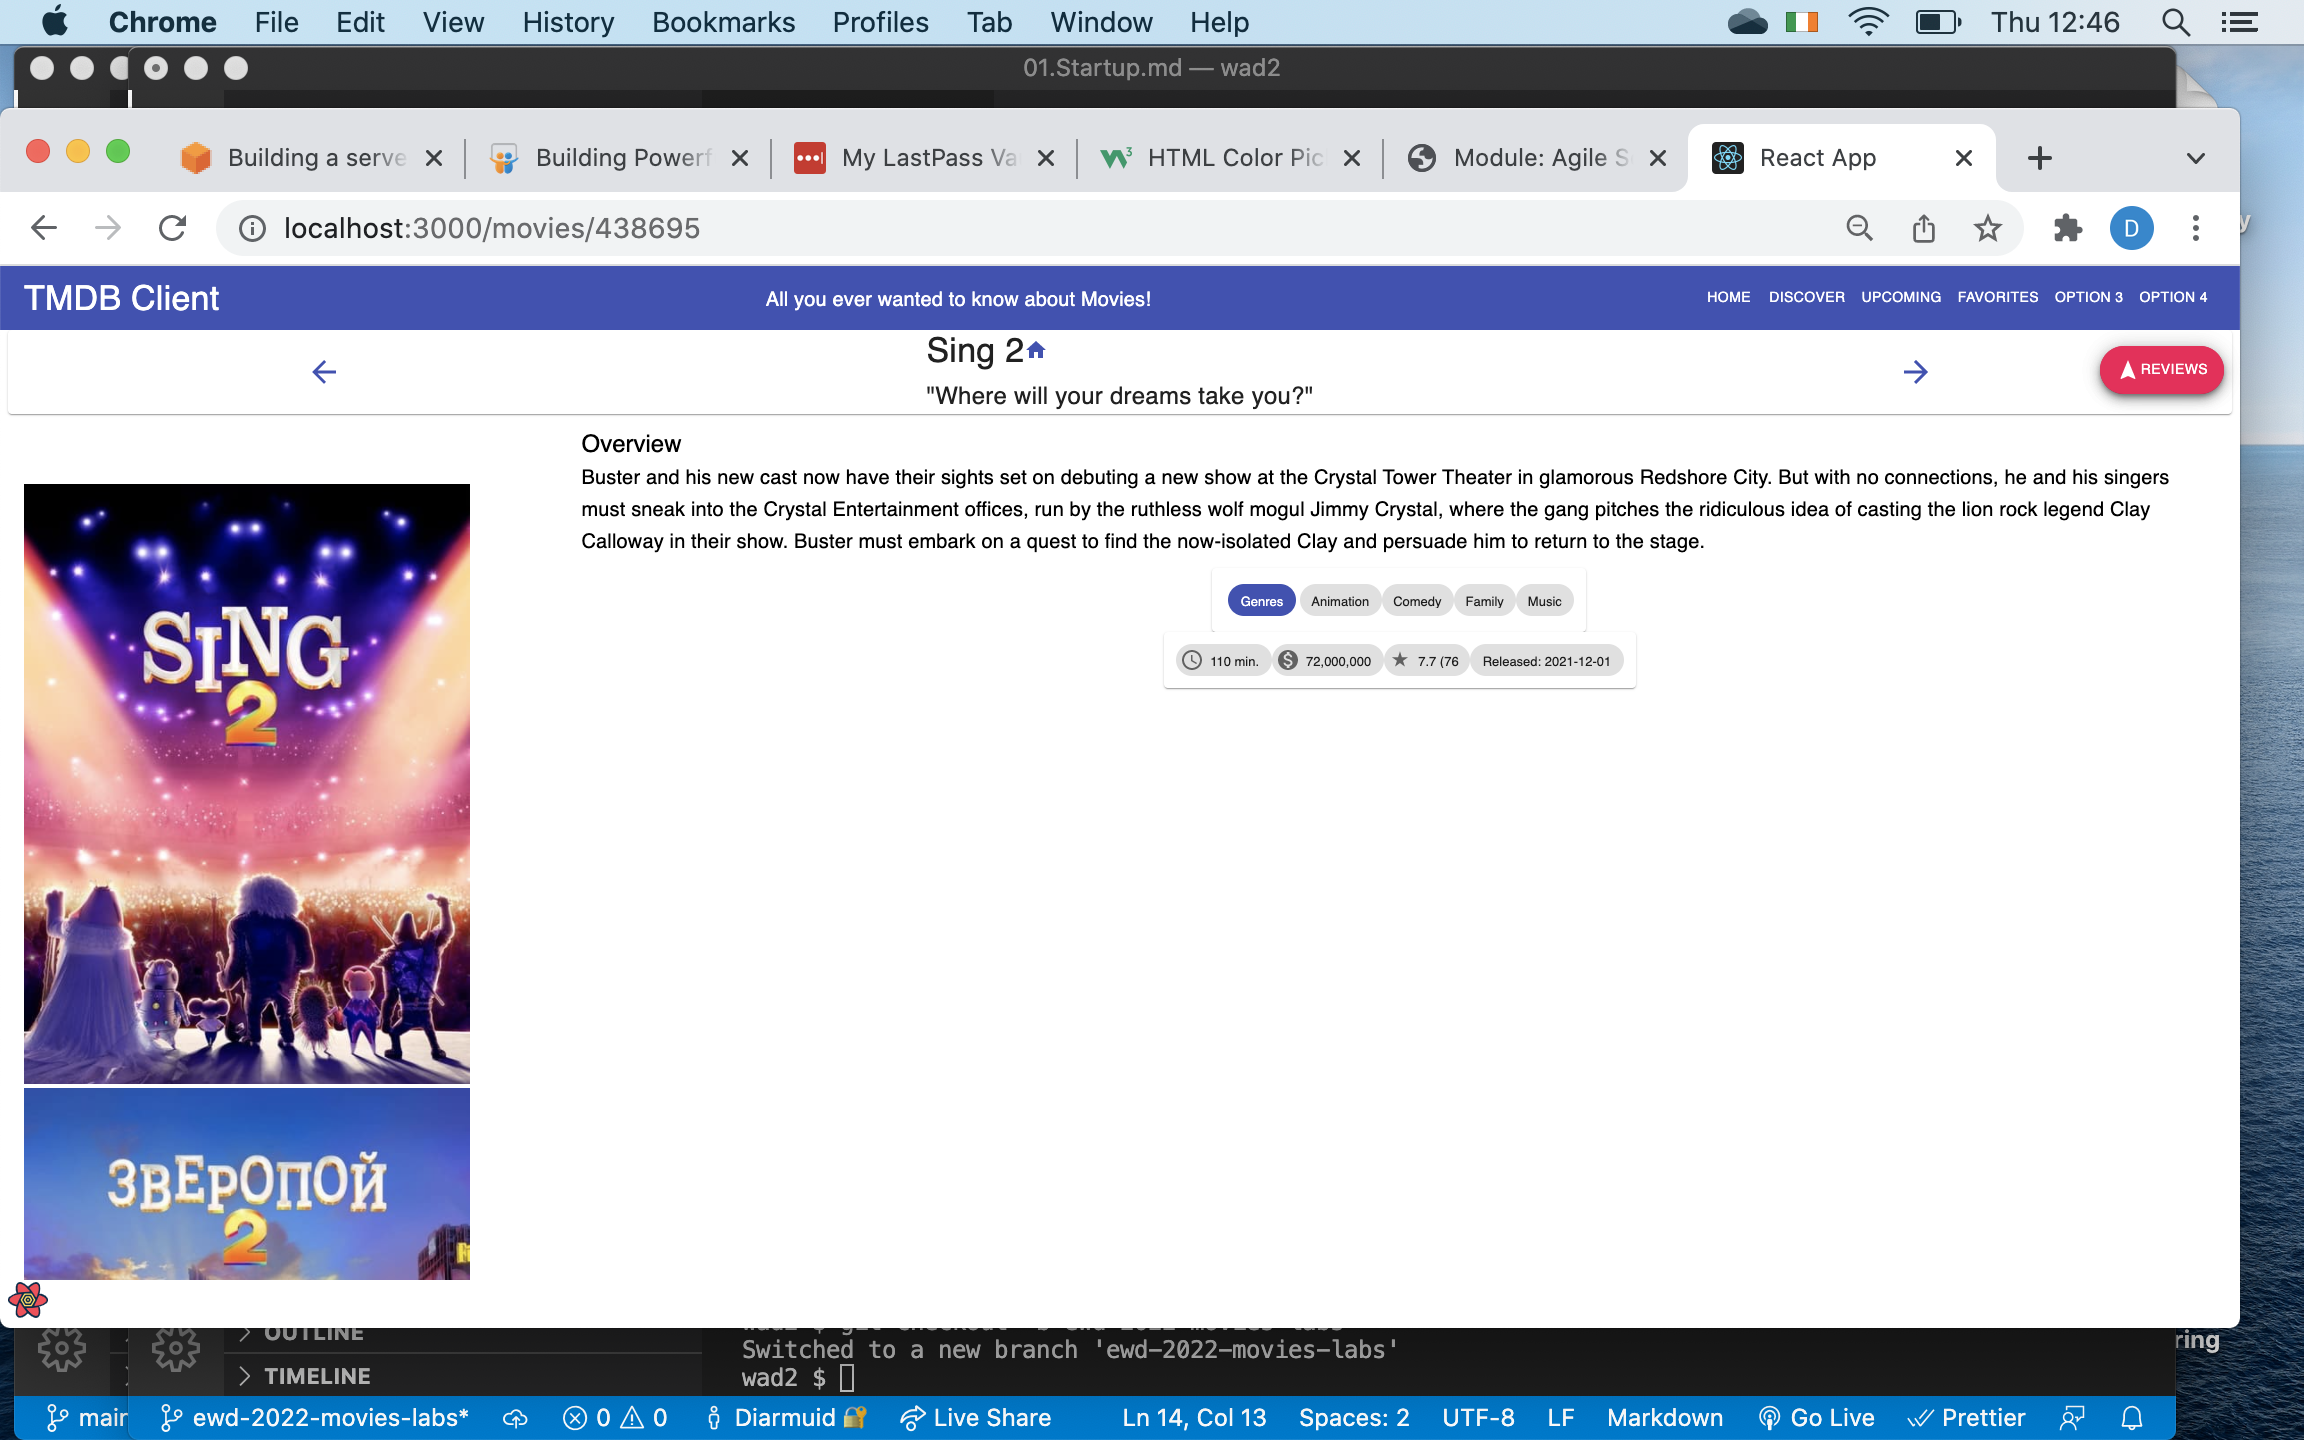 Chrome File Edit View History Bookmarks Profiles Tab Window Help Thu 12:46
01.Startup.md — wad2
Building a serve Building Powerf My LastPass Va HTML Color Pic Module: Agile S React App
localhost:3000/movies/438695 D
TMDB Client All you ever wanted to know about Movies! HOME DISCOVER UPCOMING FAVORITES OPTION 3 OPTION 4
Sing 2
"Where will your dreams take you?"
REVIEWS
Overview
Buster and his new cast now have their sights set on debuting a new show at the Crystal Tower Theater in glamorous Redshore City. But with no connections, he and his singers
must sneak into the Crystal Entertainment offices, run by the ruthless wolf mogul Jimmy Crystal, where the gang pitches the ridiculous idea of casting the lion rock legend Clay
Calloway in their show. Buster must embark on a quest to find the now-isolated Clay and persuade him to return to the stage.
Genres Animation Comedy Family Music
110 min. 72,000,000 7.7 (76 Released: 2021-12-01
SING
2
ЗВЕРОПОЙ
2
OUTLINE
TIMELINE
wad2 $ git checkout -b ewd-2022-movies-labs
Switched to a new branch 'ewd-2022-movies-labs'
wad2 $
ring
main ewd-2022-movies-labs* 0 0 Diarmuid Live Share Ln 14, Col 13 Spaces: 2 UTF-8 LF Markdown Go Live Prettier